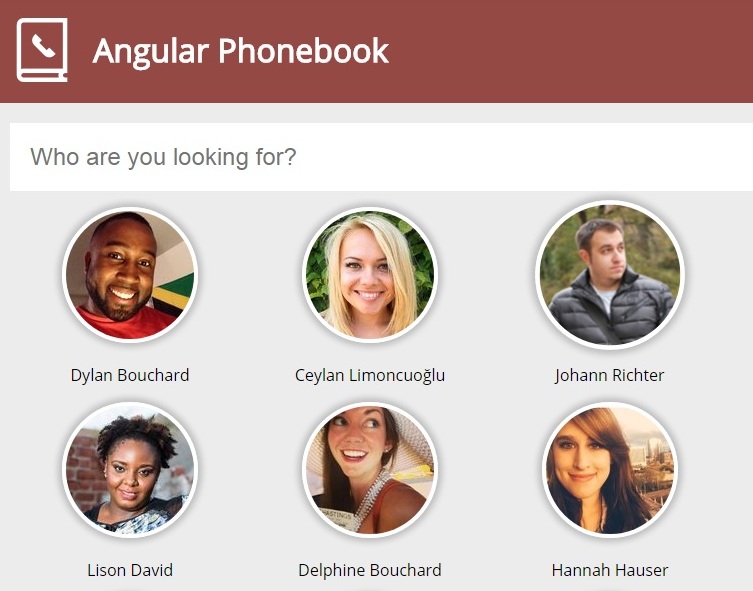 Angular Phonebook
Who are you looking for?
Dylan Bouchard
Ceylan Limoncuoğlu
Johann Richter
Lison David
Delphine Bouchard
Hannah Hauser